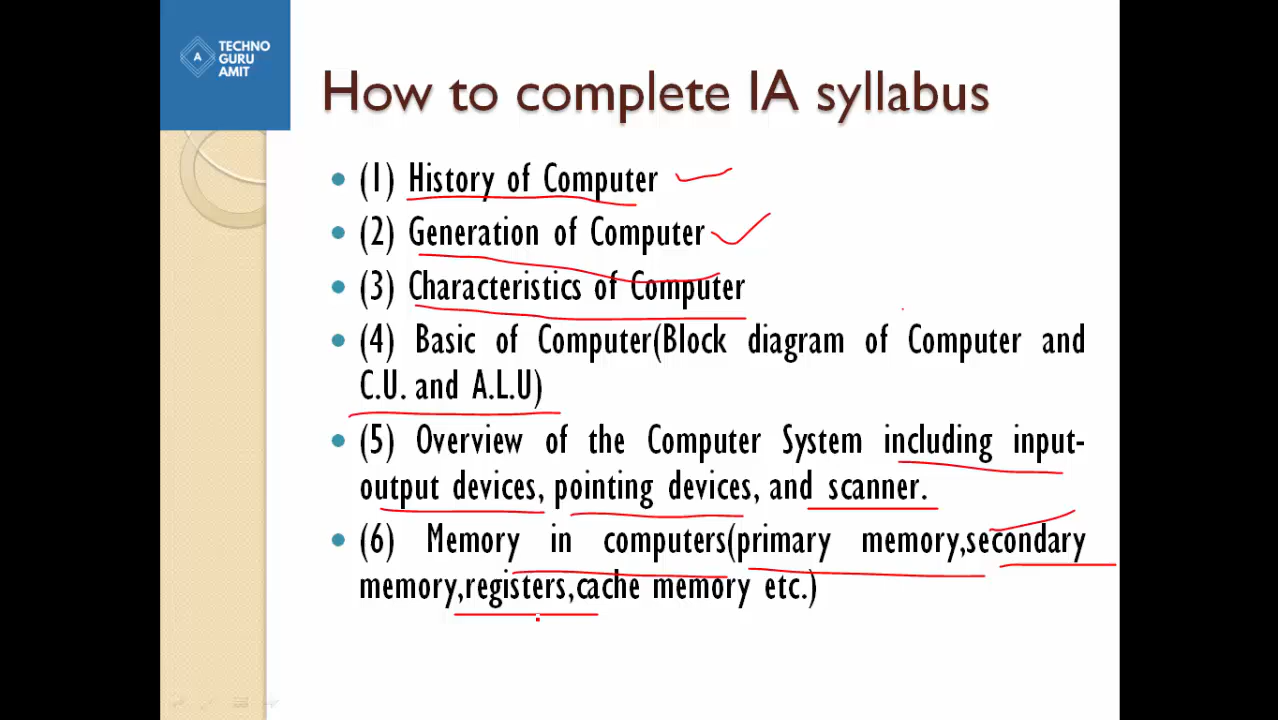 TECHNO
GURU
AMIT
A
How to complete IA syllabus
(1) History of Computer
(2) Generation of Computer
(3) Characteristics of Computer
(4) Basic of Computer(Block diagram of Computer and
C.U. and A.L.U)
(5) Overview of the Computer System including input-
output devices, pointing devices, and scanner.
(6) Memory in computers(primary memory,secondary
memory,registers,cache memory etc.)